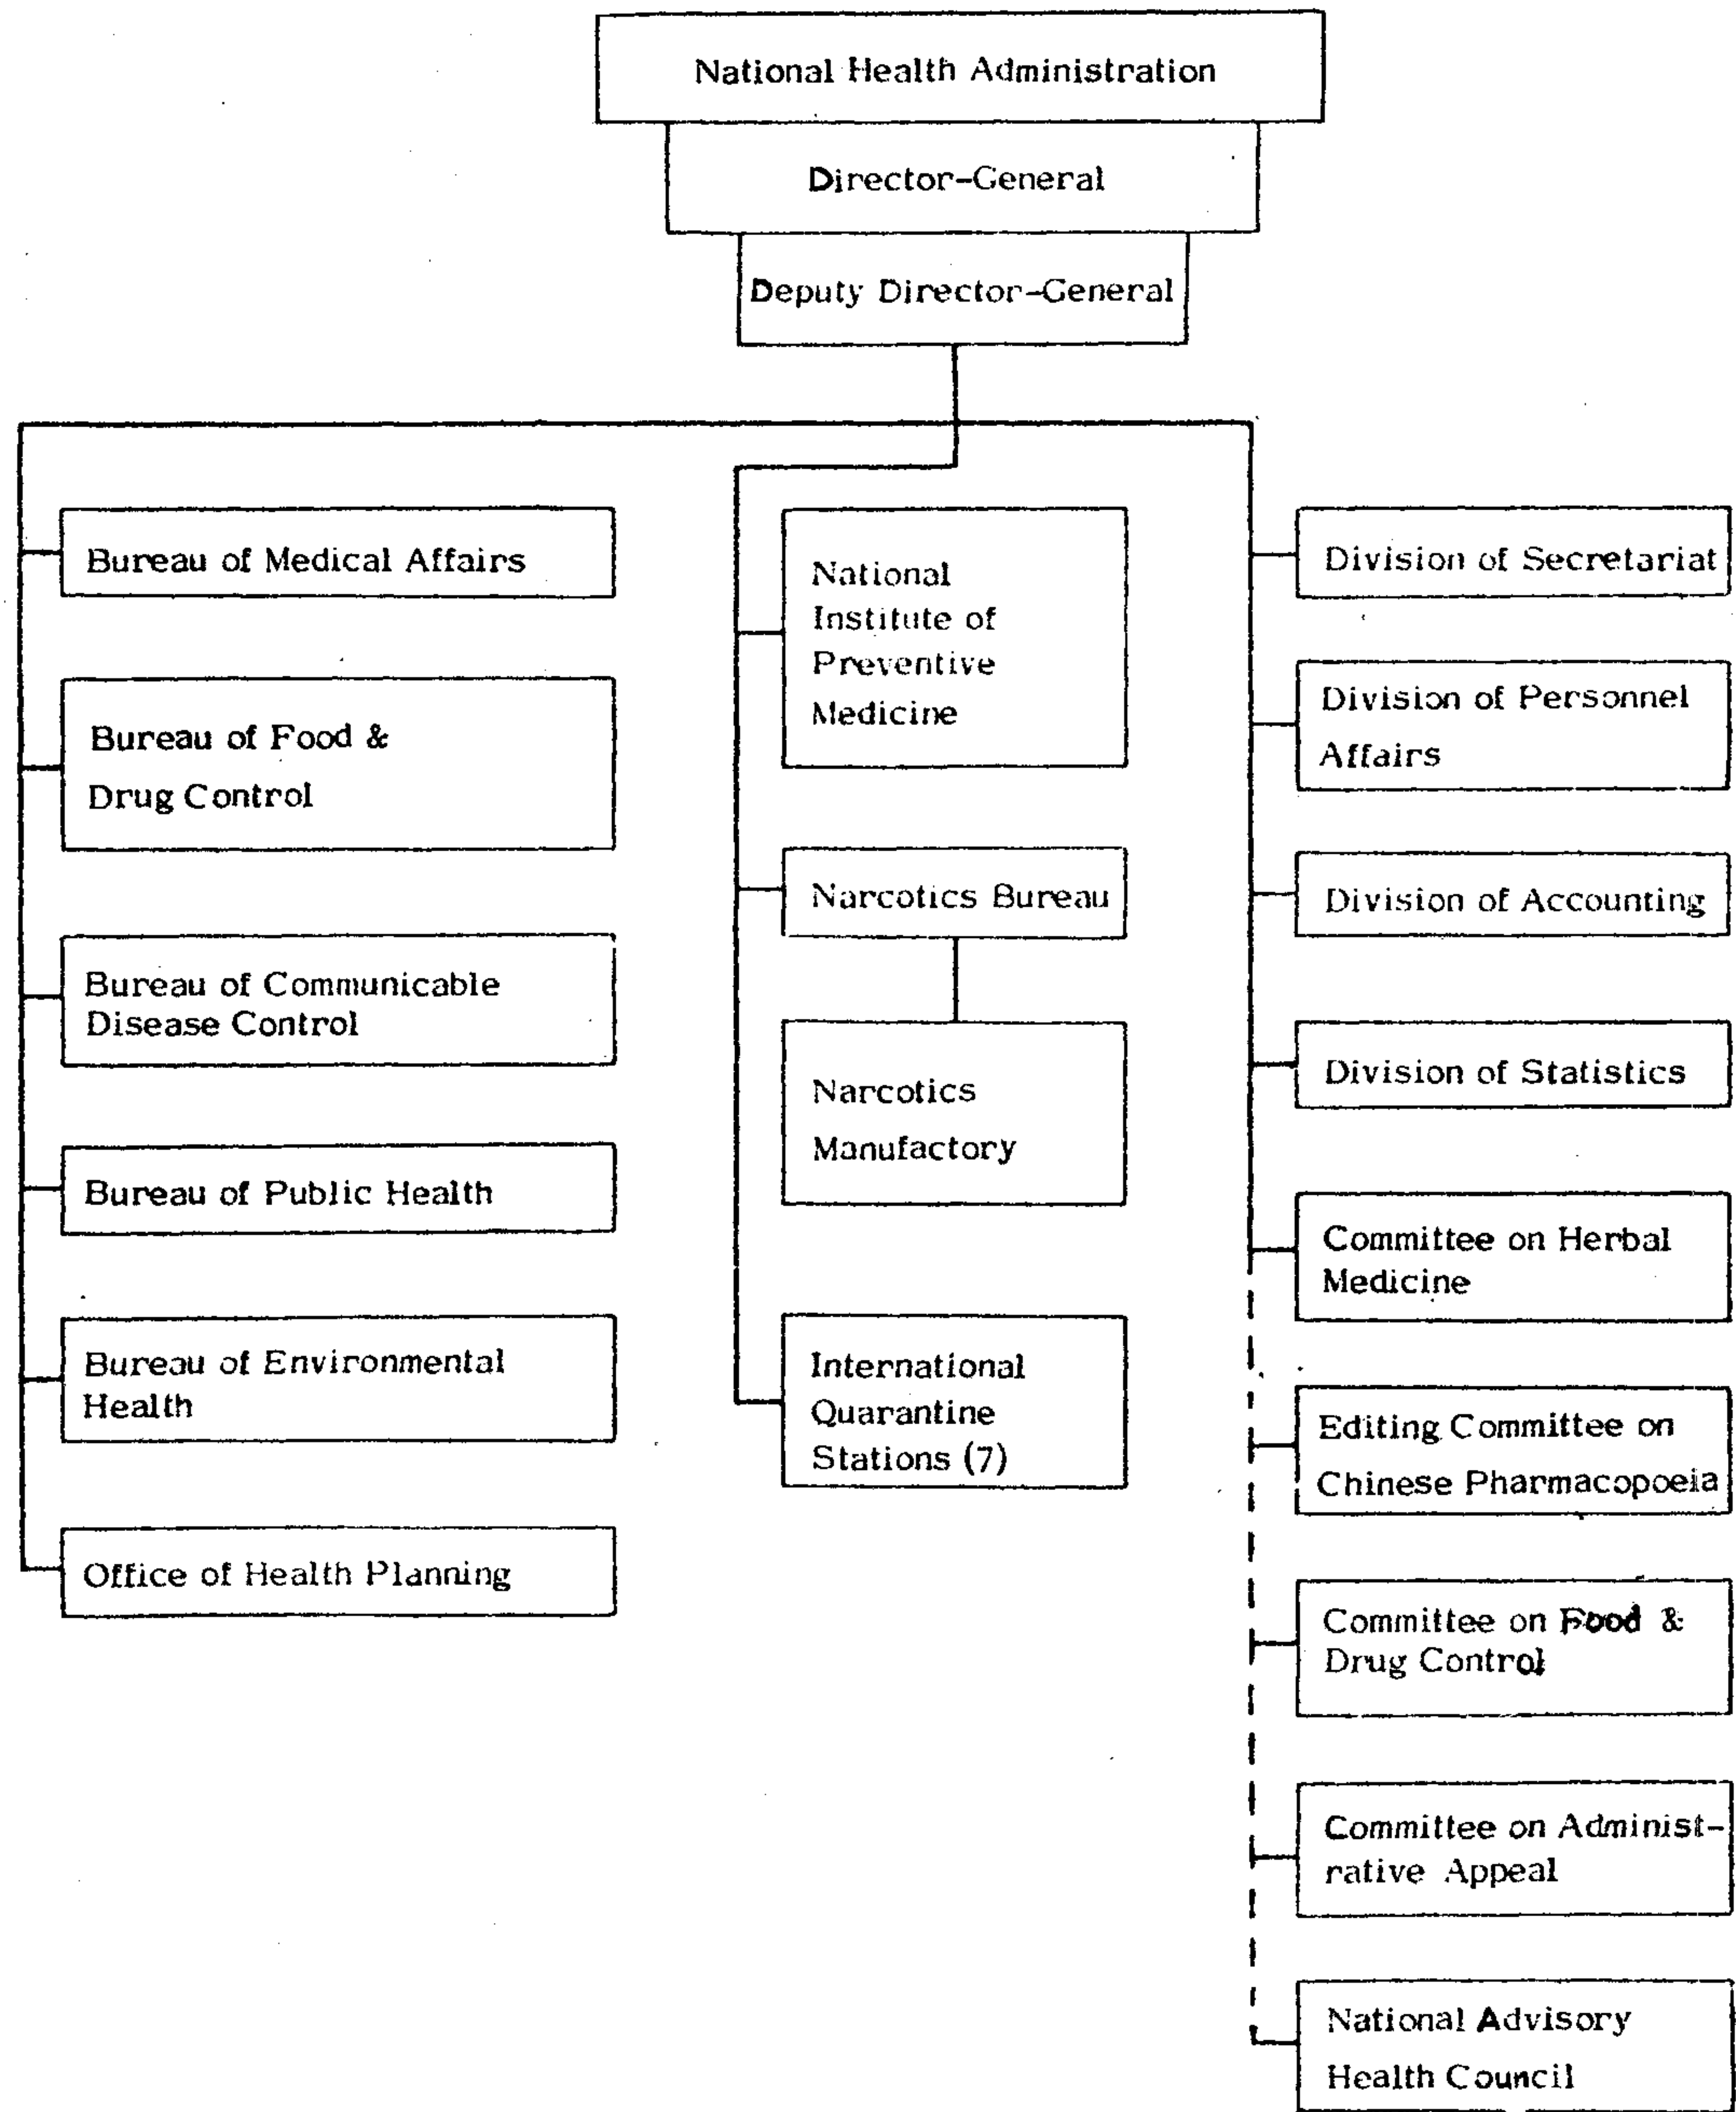 National Health Administration
Director-General
Deputy Director-General
Bureau of Medical Affairs
Bureau of Food &
Drug Control
Bureau of Communicable
Disease Control
Bureau of Public Health
Bureau of Environmental
Health
Office of Health Planning
National
Institute of
Preventive
Medicine
Narcotics Bureau
Narcotics
Manufactory
International
Quarantine
Stations (7)
Division of Secretariat
Division of Personnel
Affairs
Division of Accounting
Division of Statistics
Committee on Herbal
Medicine
Editing Committee on
Chinese Pharmacopoeia
Committee on Food &
Drug Control
Committee on Administ-
rative Appeal
National Advisory
Health Council